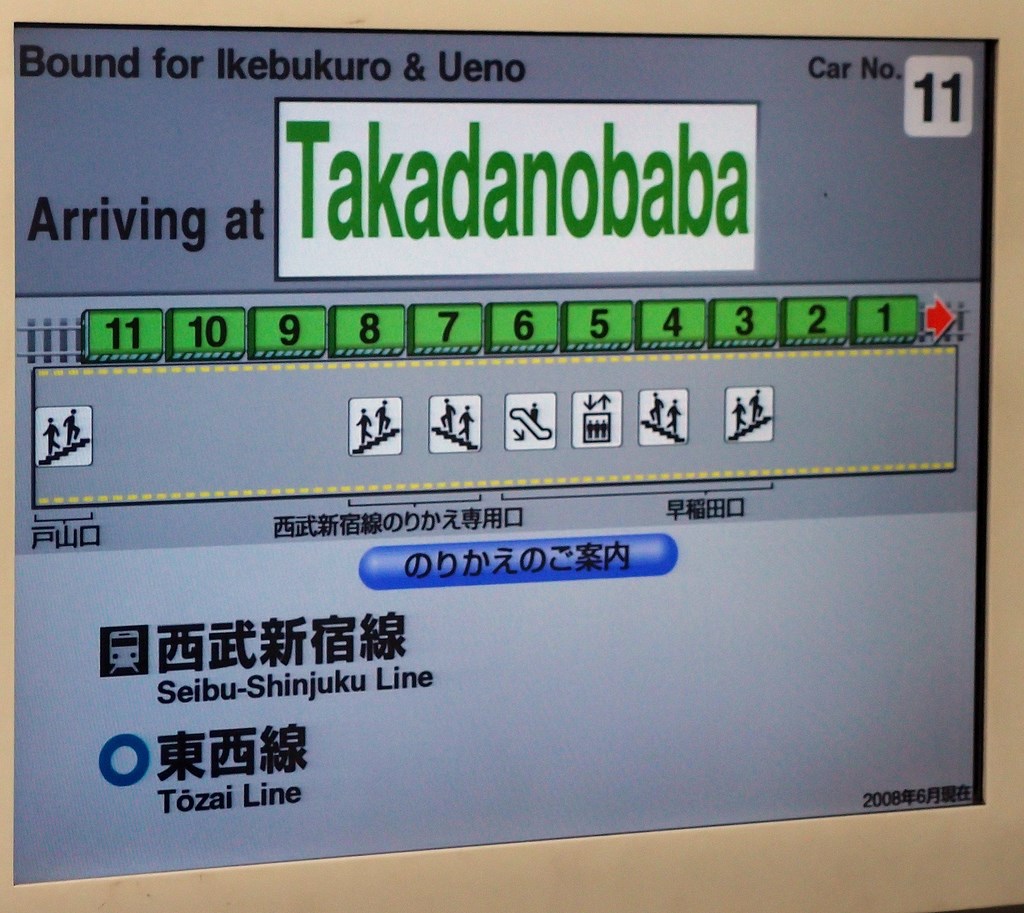 Bound for Ikebukuro & Ueno
Car No. 11
Arriving at Takadanobaba
11 10 9 8 7 6 5 4 3 2 1
戸山口
西武新宿線のりかえ専用口
早稲田口
のりかえのご案内
西武新宿線
Seibu-Shinjuku Line
東西線
Tōzai Line
2008年6月現在